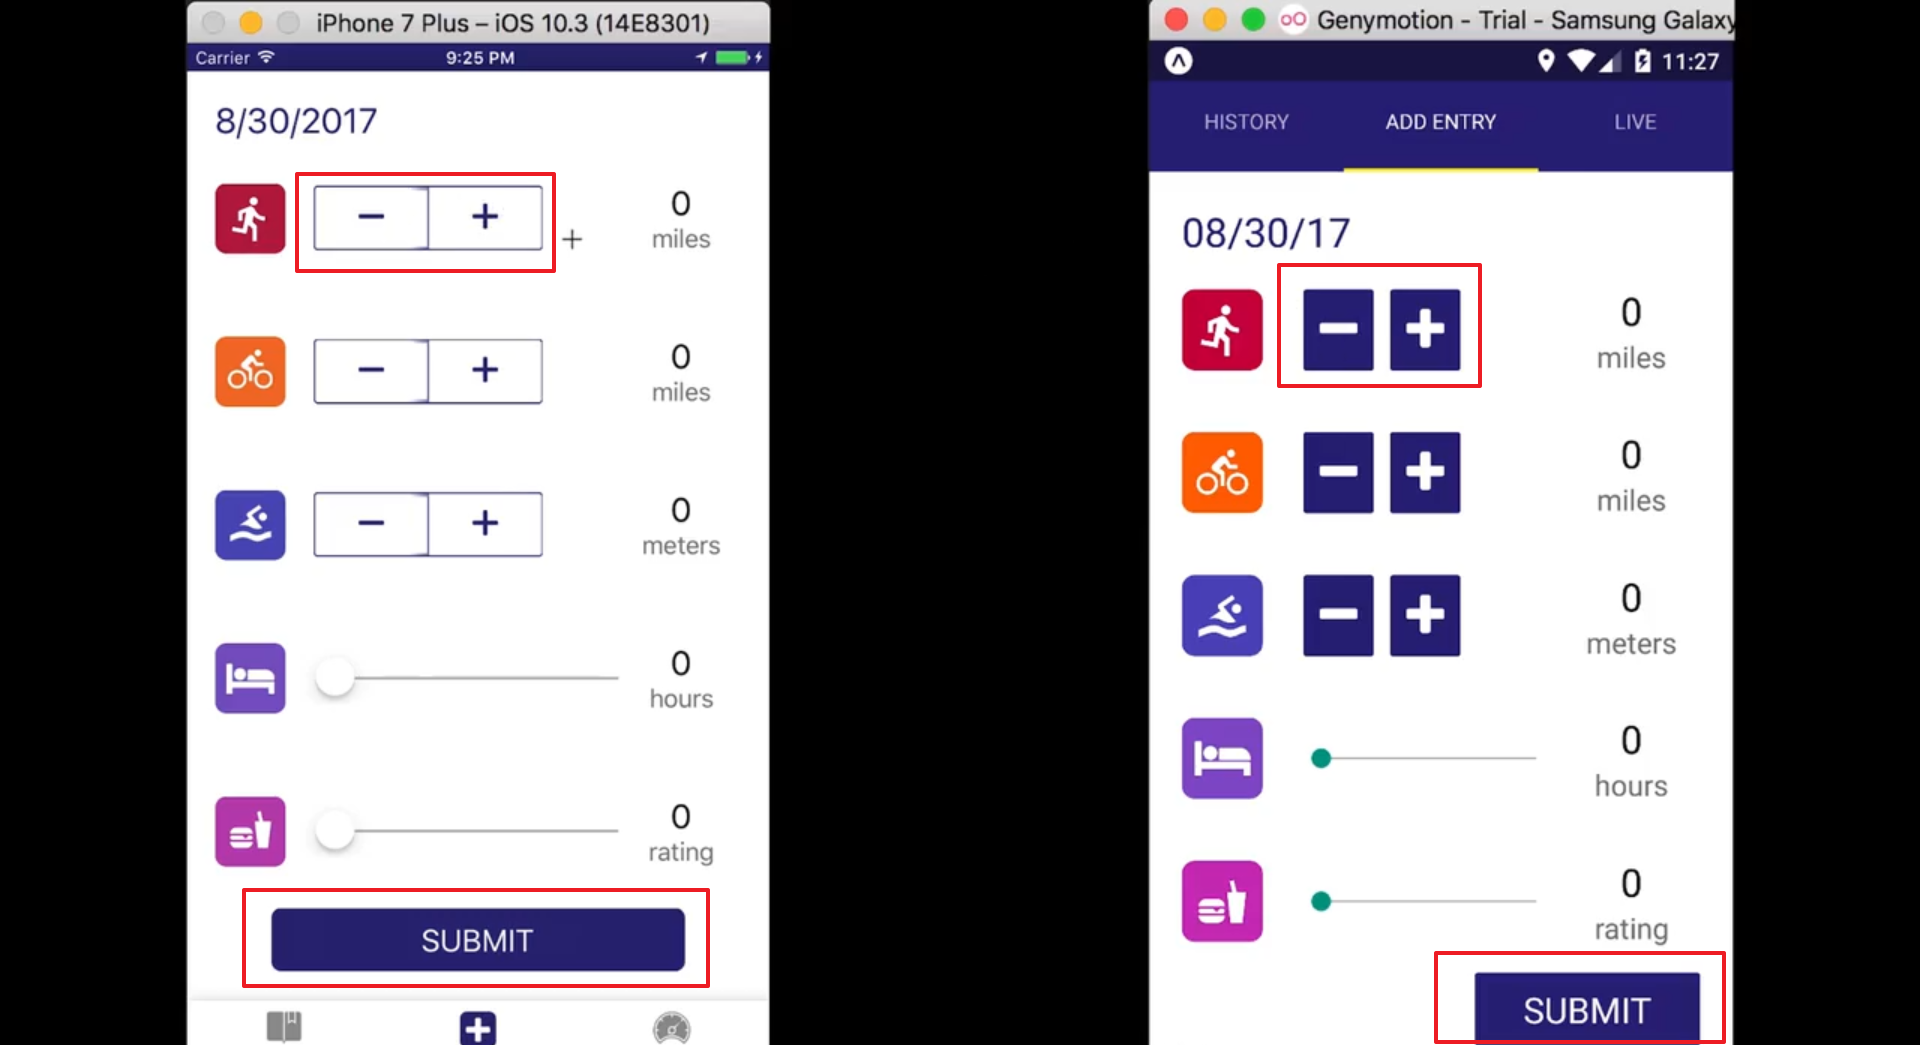 iPhone 7 Plus – iOS 10.3 (14E8301)
Carrier 9:25 PM
8/30/2017
− + 0
+ miles
− + 0
miles
− + 0
meters
0
hours
0
rating
SUBMIT
Genymotion - Trial - Samsung Galaxy
11:27
HISTORY ADD ENTRY LIVE
08/30/17
− + 0
miles
− + 0
miles
− + 0
meters
0
hours
0
rating
SUBMIT